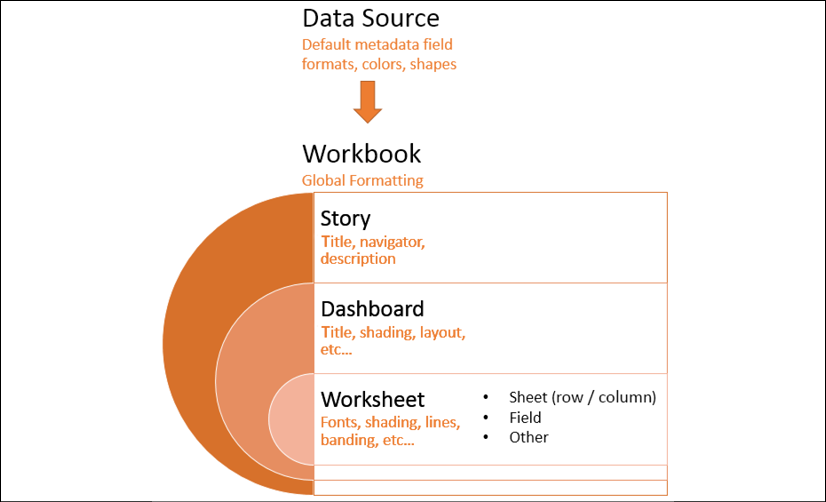 Data Source
Default metadata field
formats, colors, shapes
Workbook
Global Formatting
Story
Title, navigator,
description
Dashboard
Title, shading, layout,
etc...
Worksheet
Fonts, shading, lines,
banding, etc...
• Sheet (row / column)
• Field
• Other